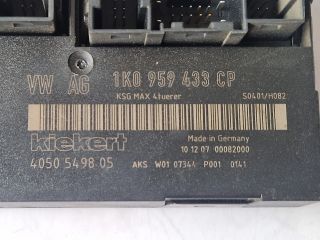 VW AG 1K0 959 433 CP
KSG MAX 4tuerer S0401/H082
kiekert
Made in Germany
10 12 07 00082000
4050 5498 05 AKS W01 07344 P001 0141